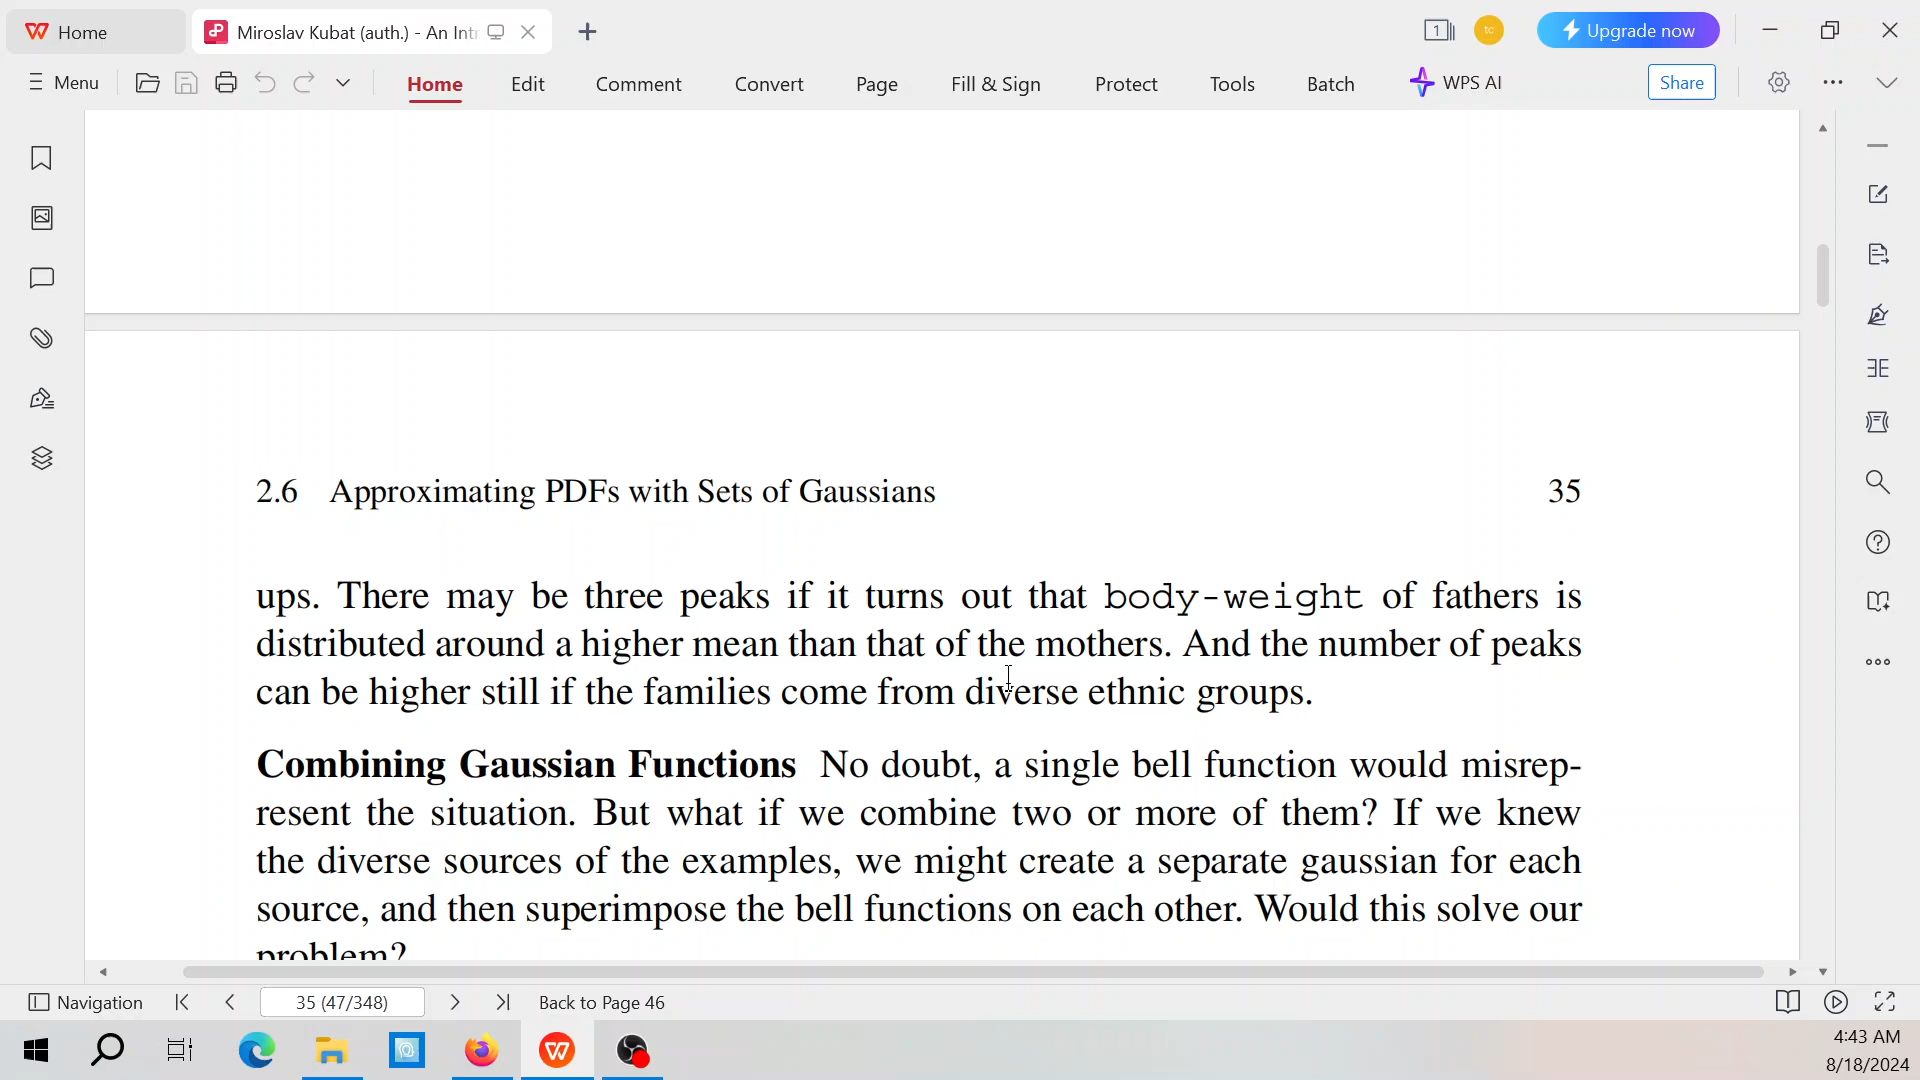 Home
Miroslav Kubat (auth.) - An Intr
1
tc
Upgrade now
Menu
Home
Edit
Comment
Convert
Page
Fill & Sign
Protect
Tools
Batch
WPS AI
Share
2.6 Approximating PDFs with Sets of Gaussians 35
ups. There may be three peaks if it turns out that body-weight of fathers is
distributed around a higher mean than that of the mothers. And the number of peaks
can be higher still if the families come from diverse ethnic groups.
Combining Gaussian Functions No doubt, a single bell function would misrep-
resent the situation. But what if we combine two or more of them? If we knew
the diverse sources of the examples, we might create a separate gaussian for each
source, and then superimpose the bell functions on each other. Would this solve our
problem?
Navigation
35 (47/348)
Back to Page 46
4:43 AM
8/18/2024